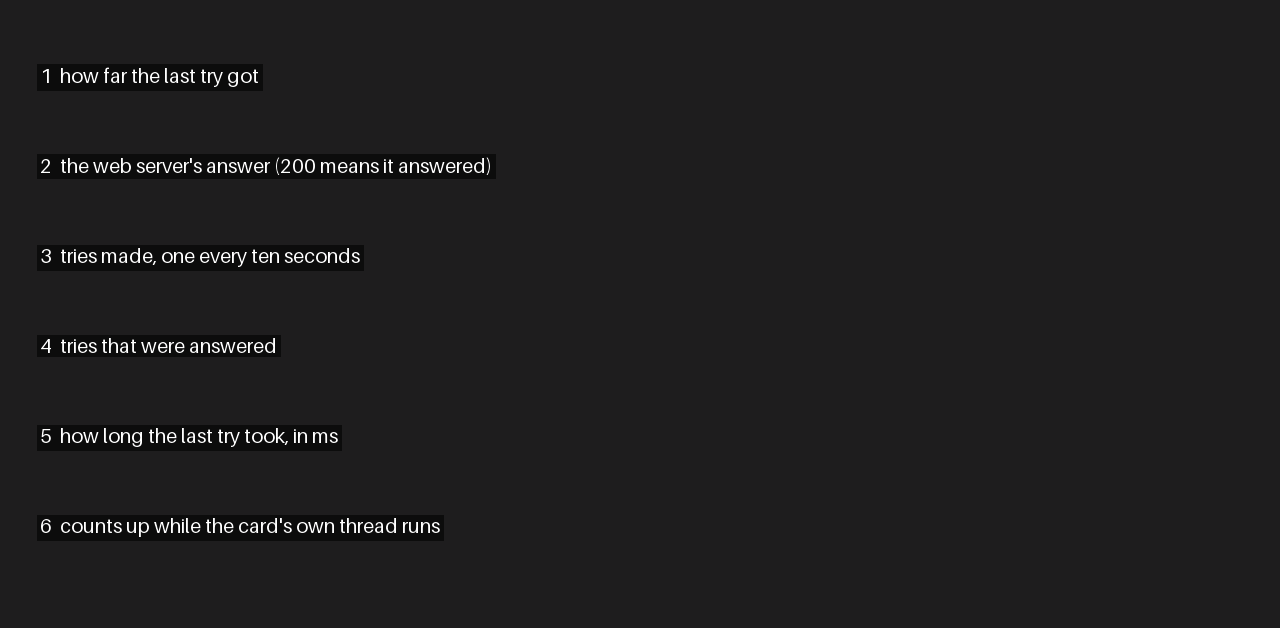 1 how far the last try got
2 the web server's answer (200 means it answered)
3 tries made, one every ten seconds
4 tries that were answered
5 how long the last try took, in ms
6 counts up while the card's own thread runs